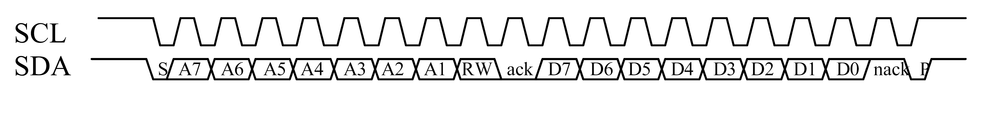 SCL
SDA S A7 A6 A5 A4 A3 A2 A1 RW ack D7 D6 D5 D4 D3 D2 D1 D0 nack P